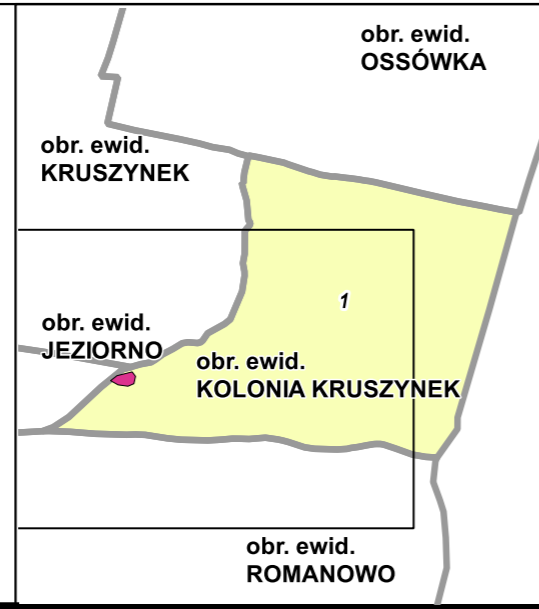 obr. ewid.
OSSÓWKA
obr. ewid.
KRUSZYNEK
1
obr. ewid.
JEZIORNO
obr. ewid.
KOLONIA KRUSZYNEK
obr. ewid.
ROMANOWO